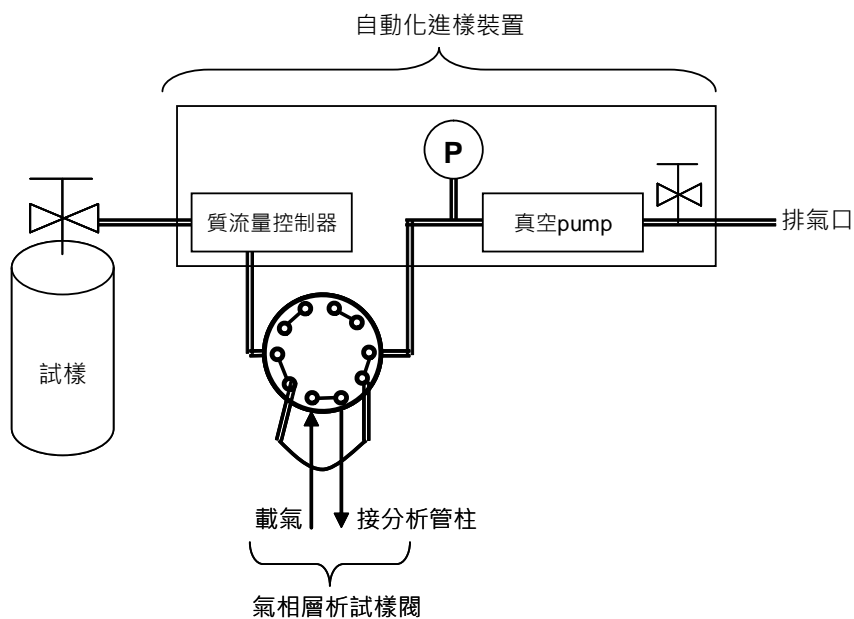 自動化進樣裝置
P
質流量控制器
真空pump
排氣口
試樣
載氣
接分析管柱
氣相層析試樣閥